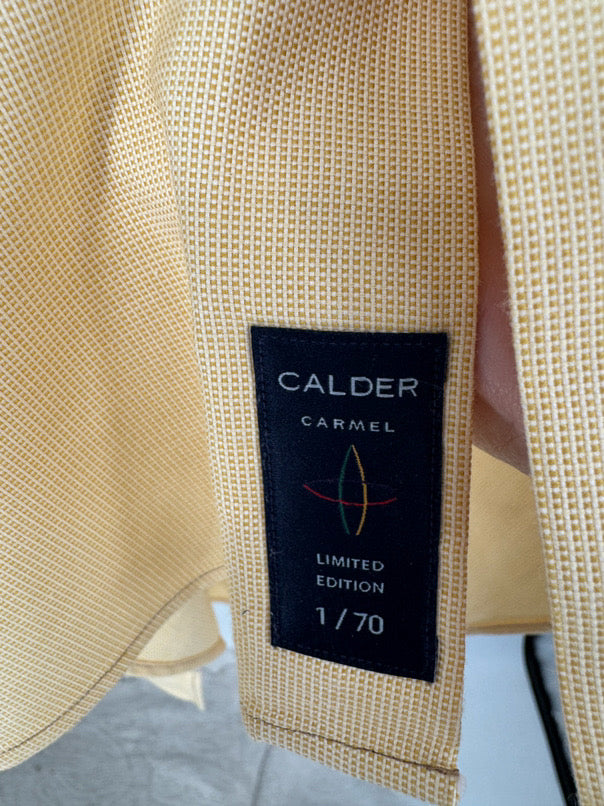 CALDER
CARMEL
LIMITED
EDITION
1 / 70